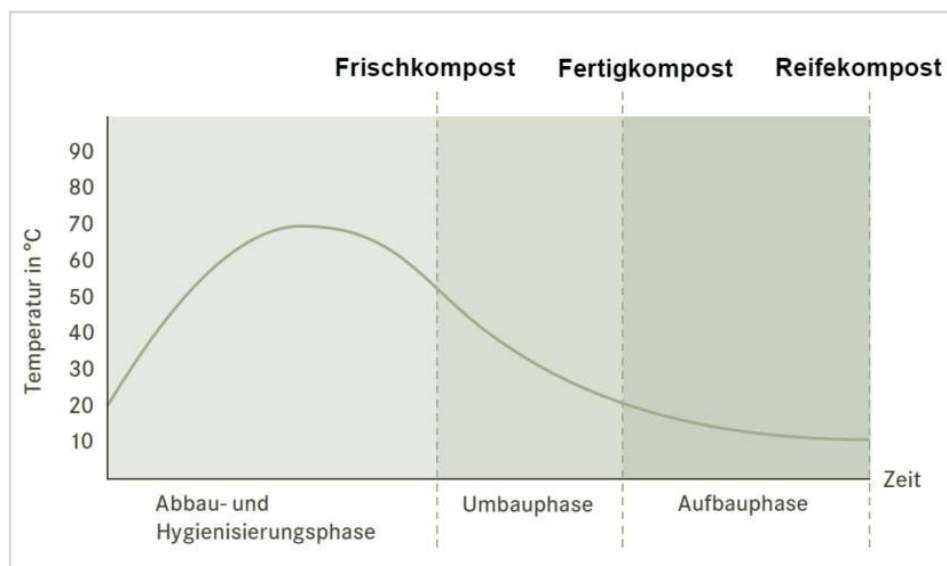 Frischkompost Fertigkompost Reifekompost
90
80
70
60
50
40
30
20
10
Temperatur in °C
Zeit
Abbau- und
Hygienisierungsphase
Umbauphase
Aufbauphase